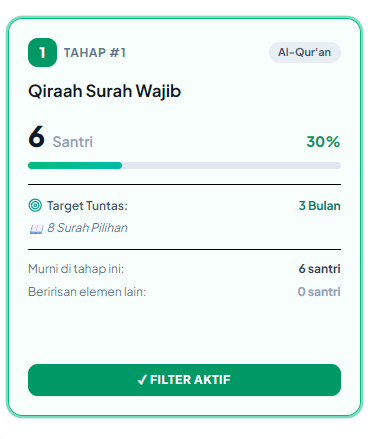 1 TAHAP #1 Al-Qur'an
Qiraah Surah Wajib
6 Santri 30%
Target Tuntas: 3 Bulan
8 Surah Pilihan
Murni di tahap ini: 6 santri
Beririsan elemen lain: 0 santri
✓ FILTER AKTIF